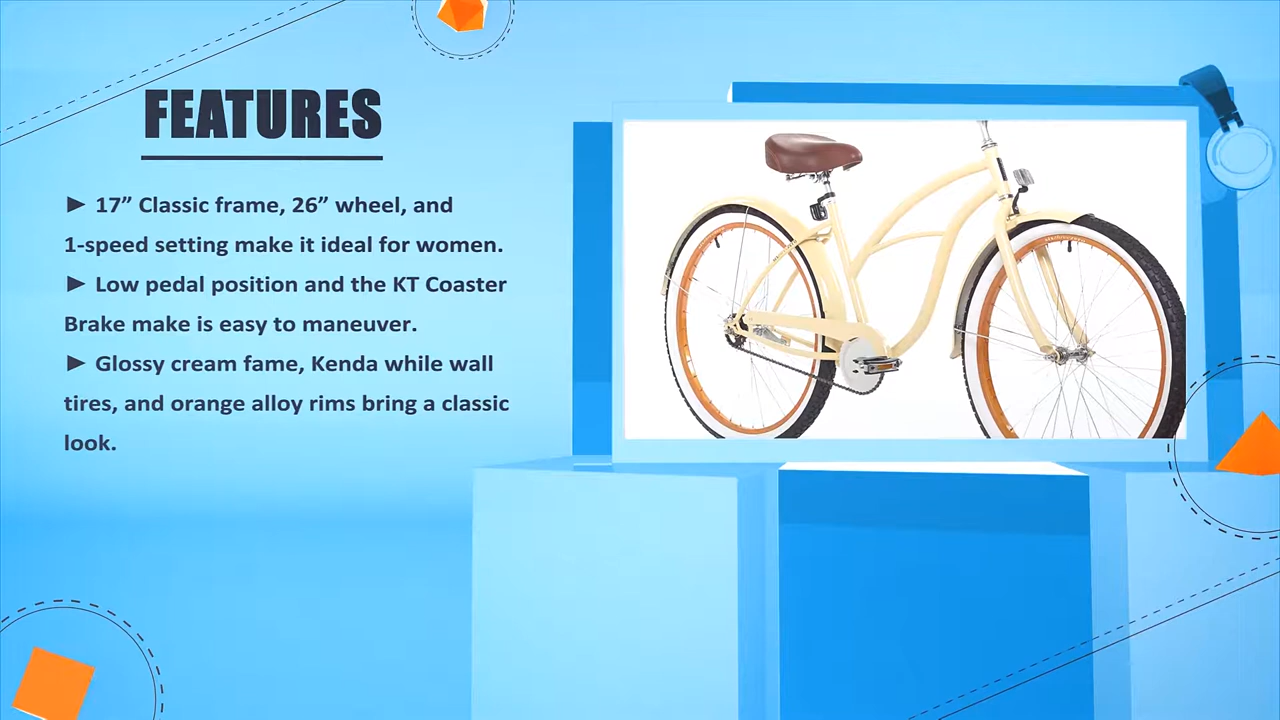 FEATURES
► 17” Classic frame, 26” wheel, and
1-speed setting make it ideal for women.
► Low pedal position and the KT Coaster
Brake make is easy to maneuver.
► Glossy cream fame, Kenda while wall
tires, and orange alloy rims bring a classic
look.